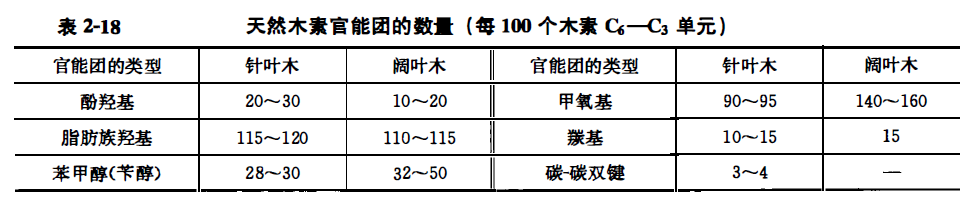 表 2-18 天然木素官能团的数量（每 100 个木素 C₆—C₃ 单元）
官能团的类型 针叶木 阔叶木 官能团的类型 针叶木 阔叶木
酚羟基 20～30 10～20 甲氧基 90～95 140～160
脂肪族羟基 115～120 110～115 羰基 10～15 15
苯甲醇(苄醇) 28～30 32～50 碳-碳双键 3～4 —